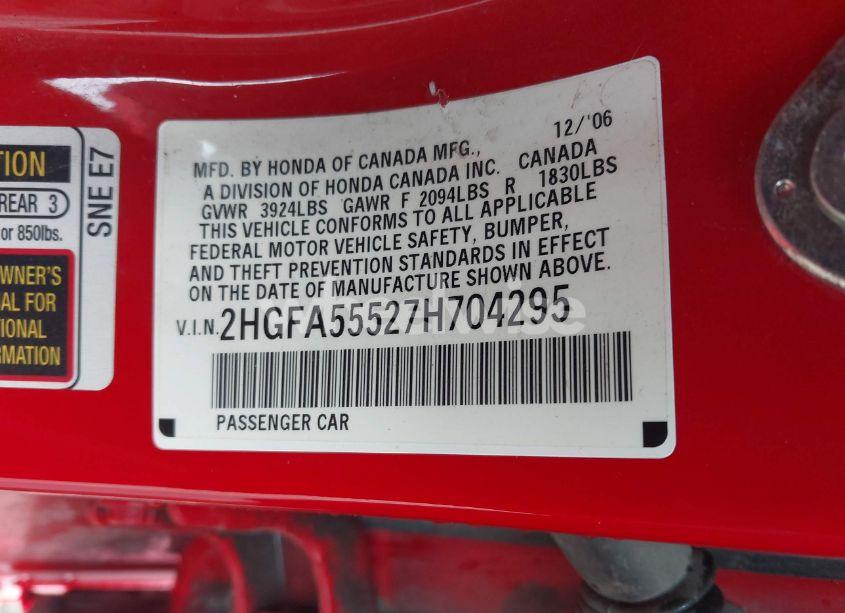 TION
REAR 3
or 850lbs.
WNER'S
AL FOR
TIONAL
RMATION
SNE E7
12/'06
MFD. BY HONDA OF CANADA MFG.,
A DIVISION OF HONDA CANADA INC. CANADA
GVWR 3924LBS GAWR F 2094LBS R 1830LBS
THIS VEHICLE CONFORMS TO ALL APPLICABLE
FEDERAL MOTOR VEHICLE SAFETY, BUMPER,
AND THEFT PREVENTION STANDARDS IN EFFECT
ON THE DATE OF MANUFACTURE SHOWN ABOVE.
V.I.N. 2HGFA55527H704295
PASSENGER CAR